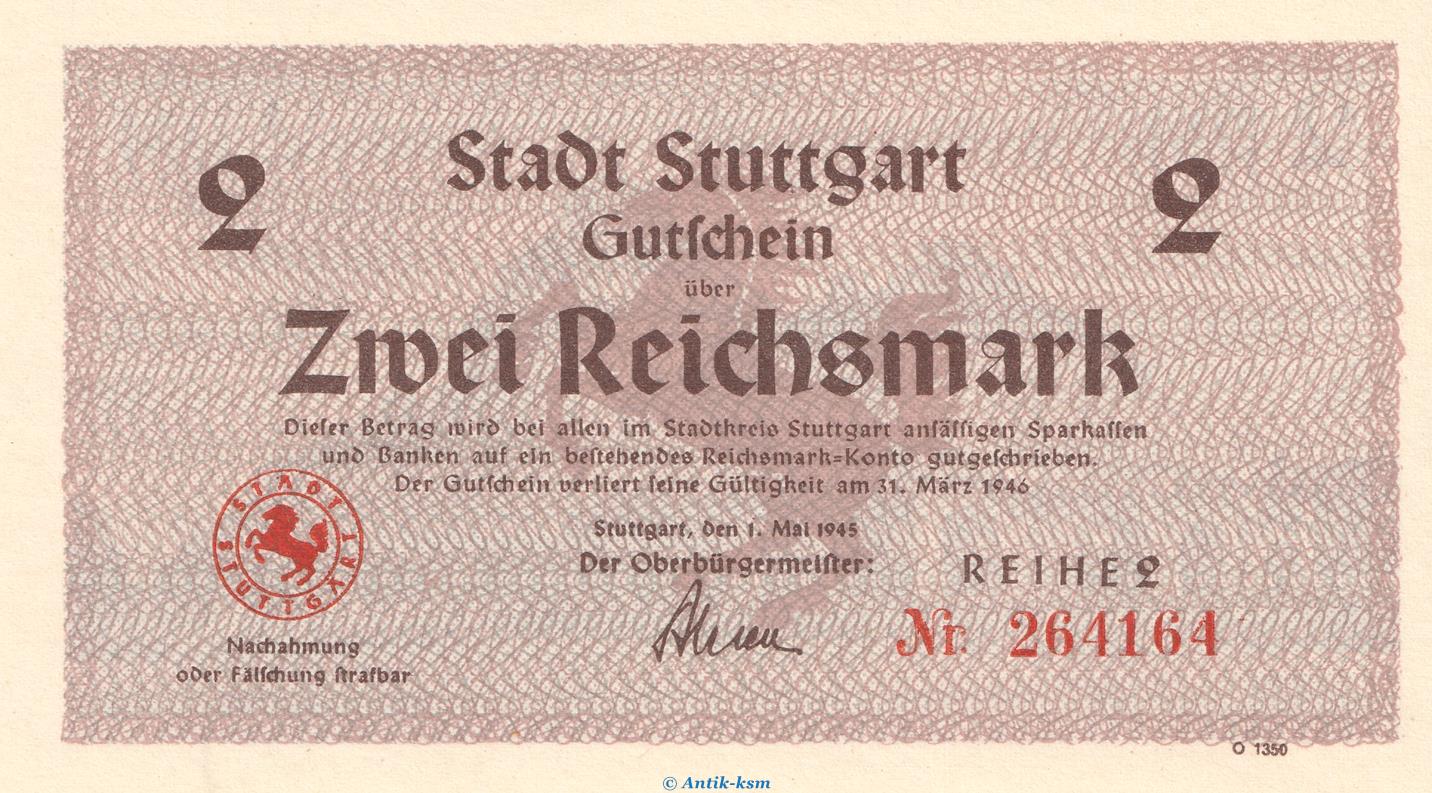 Stadt Stuttgart
2
2
Gutſchein
über
Zwei Reichsmark
Dieſer Betrag wird bei allen im Stadtkreis Stuttgart anſäſſigen Sparkaſſen
und Banken auf ein beſtehendes Reichsmark=Konto gutgeſchrieben.
Der Gutſchein verliert ſeine Gültigkeit am 31. März 1946
STADT STUTTGART
Stuttgart, den 1. Mai 1945
Der Oberbürgermeiſter:
REIHE 2
Nr. 264164
Nachahmung
oder Fälſchung ſtrafbar
O 1350
© Antik-ksm